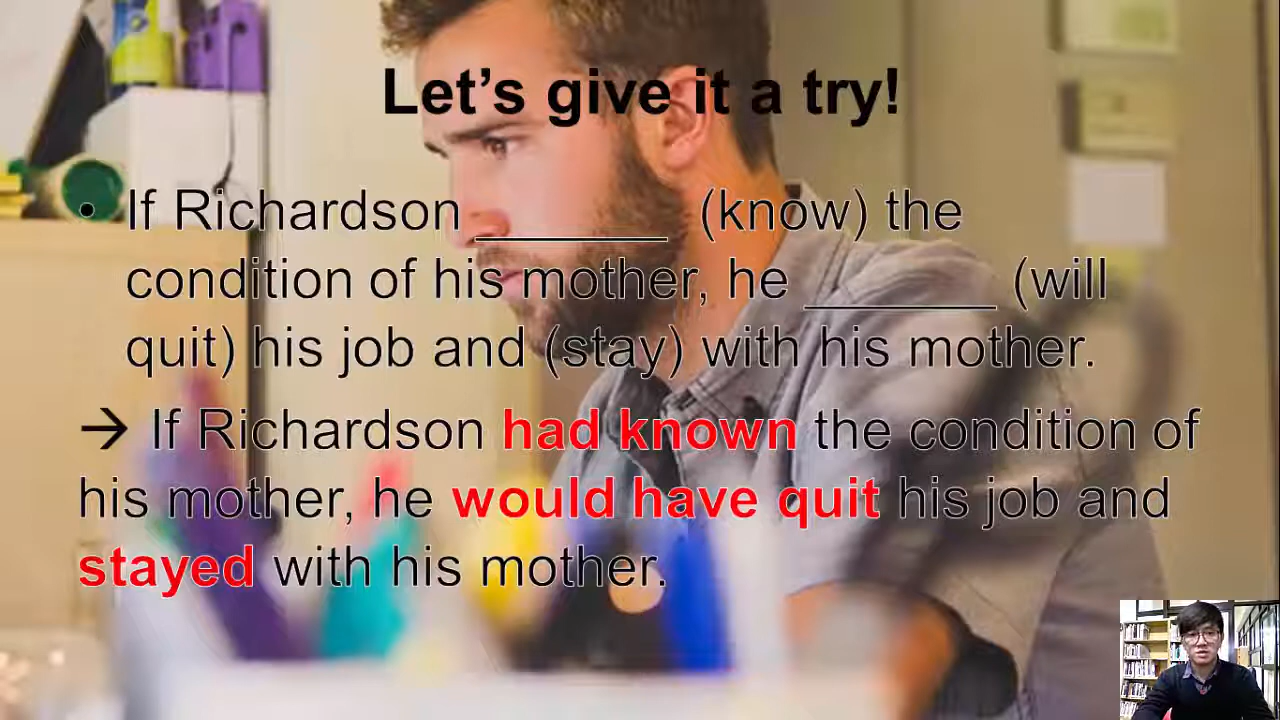 Let’s give it a try!
• If Richardson _______ (know) the
condition of his mother, he _______ (will
quit) his job and (stay) with his mother.
→ If Richardson had known the condition of
his mother, he would have quit his job and
stayed with his mother.